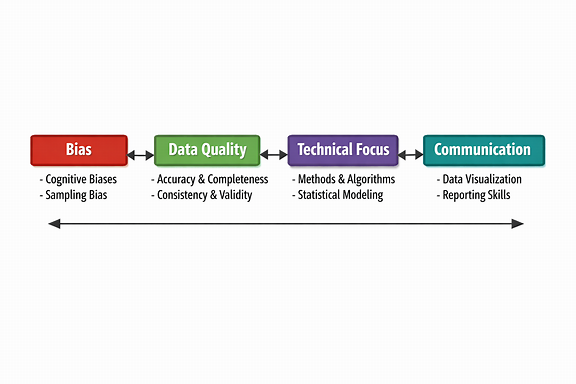 Bias
Data Quality
Technical Focus
Communication
- Cognitive Biases
- Sampling Bias
- Accuracy & Completeness
- Consistency & Validity
- Methods & Algorithms
- Statistical Modeling
- Data Visualization
- Reporting Skills